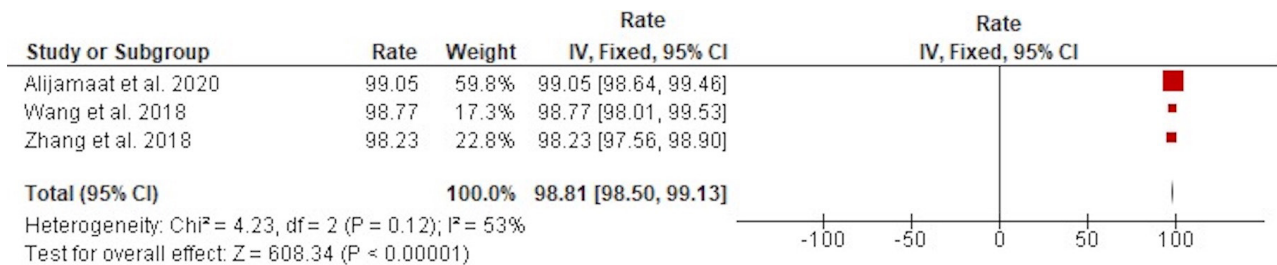 Rate Rate
Study or Subgroup Rate Weight IV, Fixed, 95% CI IV, Fixed, 95% CI
Alijamaat et al. 2020 99.05 59.8% 99.05 [98.64, 99.46]
Wang et al. 2018 98.77 17.3% 98.77 [98.01, 99.53]
Zhang et al. 2018 98.23 22.8% 98.23 [97.56, 98.90]
Total (95% CI) 100.0% 98.81 [98.50, 99.13]
Heterogeneity: Chi² = 4.23, df = 2 (P = 0.12); I² = 53%
Test for overall effect: Z = 608.34 (P < 0.00001)
-100 -50 0 50 100